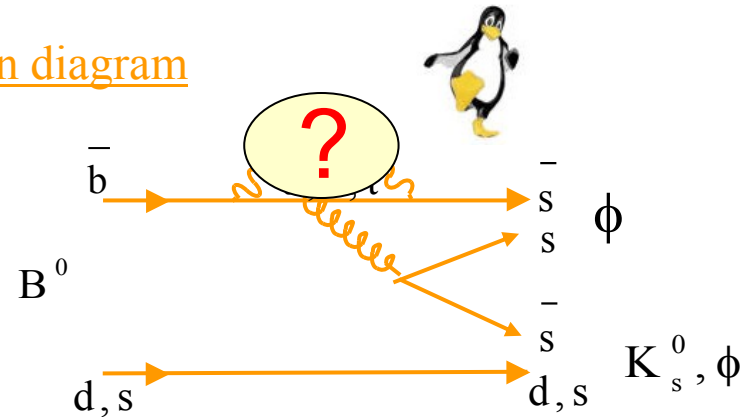 n diagram
?
b̅
s̅
s
ϕ
B⁰
s̅
d,s
d,s
K⁰ₛ, ϕ